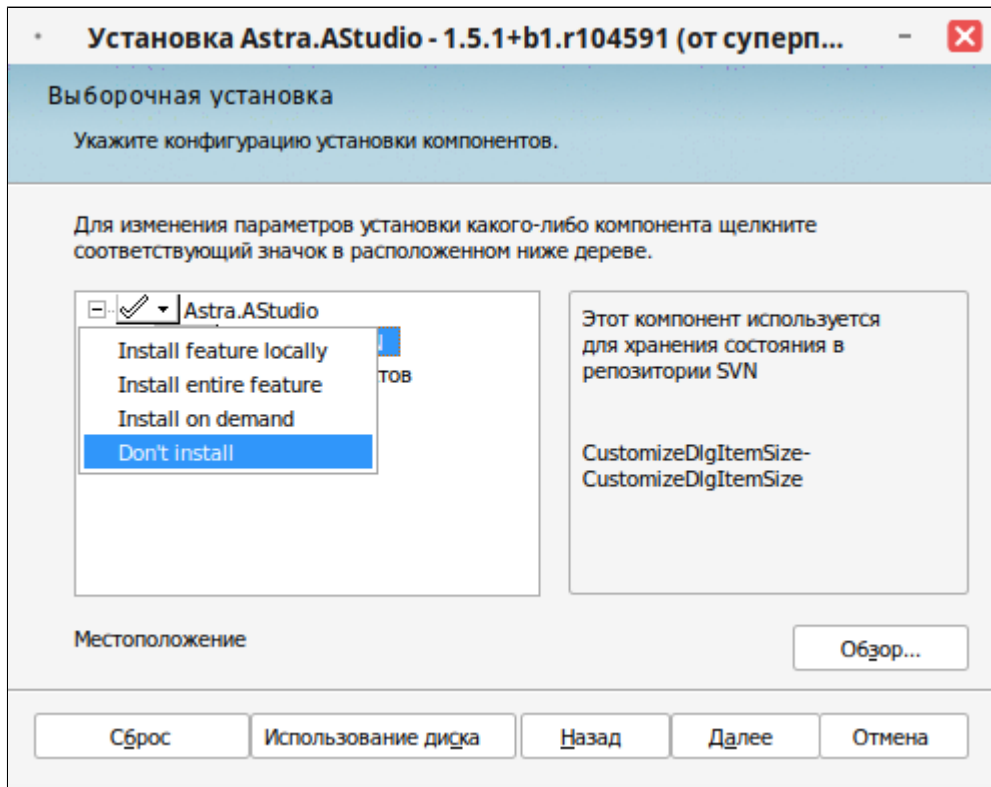 Установка Astra.AStudio - 1.5.1+b1.r104591 (от суперп...
Выборочная установка
Укажите конфигурацию установки компонентов.
Для изменения параметров установки какого-либо компонента щелкните
соответствующий значок в расположенном ниже дереве.
Astra.AStudio
Install feature locally
Install entire feature
тов
Install on demand
Don't install
Этот компонент используется
для хранения состояния в
репозитории SVN
CustomizeDlgItemSize-
CustomizeDlgItemSize
Местоположение
Обзор...
Сброс
Использование диска
Назад
Далее
Отмена